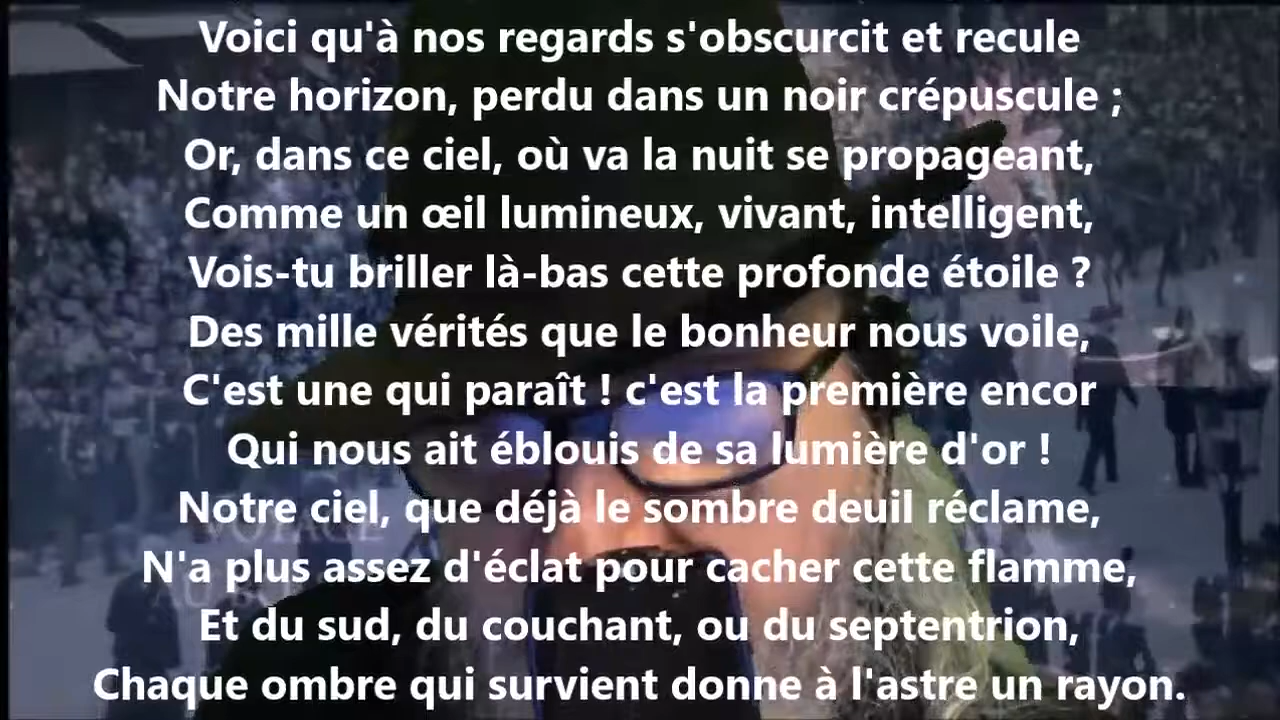 Voici qu'à nos regards s'obscurcit et recule
Notre horizon, perdu dans un noir crépuscule ;
Or, dans ce ciel, où va la nuit se propageant,
Comme un œil lumineux, vivant, intelligent,
Vois-tu briller là-bas cette profonde étoile ?
Des mille vérités que le bonheur nous voile,
C'est une qui paraît ! c'est la première encor
Qui nous ait éblouis de sa lumière d'or !
Notre ciel, que déjà le sombre deuil réclame,
N'a plus assez d'éclat pour cacher cette flamme,
Et du sud, du couchant, ou du septentrion,
Chaque ombre qui survient donne à l'astre un rayon.
VOYAGE